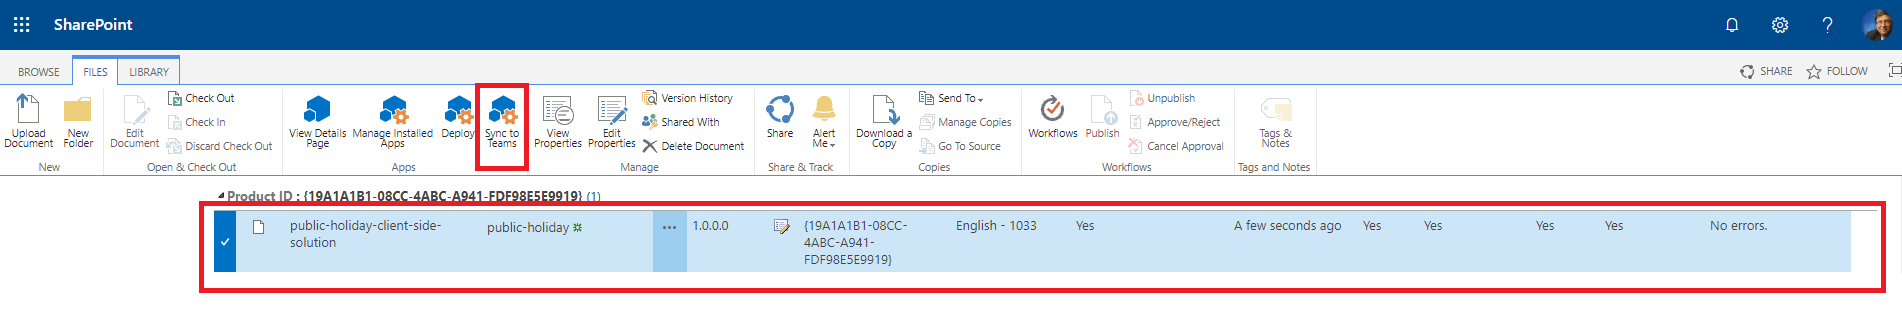 SharePoint
BROWSE FILES LIBRARY SHARE FOLLOW
Upload Document
New Folder
New
Edit Document
Check Out
Check In
Discard Check Out
Open & Check Out
View Details Page
Manage Installed Apps
Deploy
Sync to Teams
Apps
View Properties
Edit Properties
Version History
Shared With
Delete Document
Manage
Share
Alert Me
Share & Track
Download a Copy
Send To
Manage Copies
Go To Source
Copies
Workflows
Publish
Unpublish
Approve/Reject
Cancel Approval
Workflows
Tags & Notes
Tags and Notes
Product ID : {19A1A1B1-08CC-4ABC-A941-FDF98E5E9919} (1)
public-holiday-client-side-solution
public-holiday
1.0.0.0
{19A1A1B1-08CC-
4ABC-A941-
FDF98E5E9919}
English - 1033
Yes
A few seconds ago
Yes
Yes
Yes
Yes
No errors.